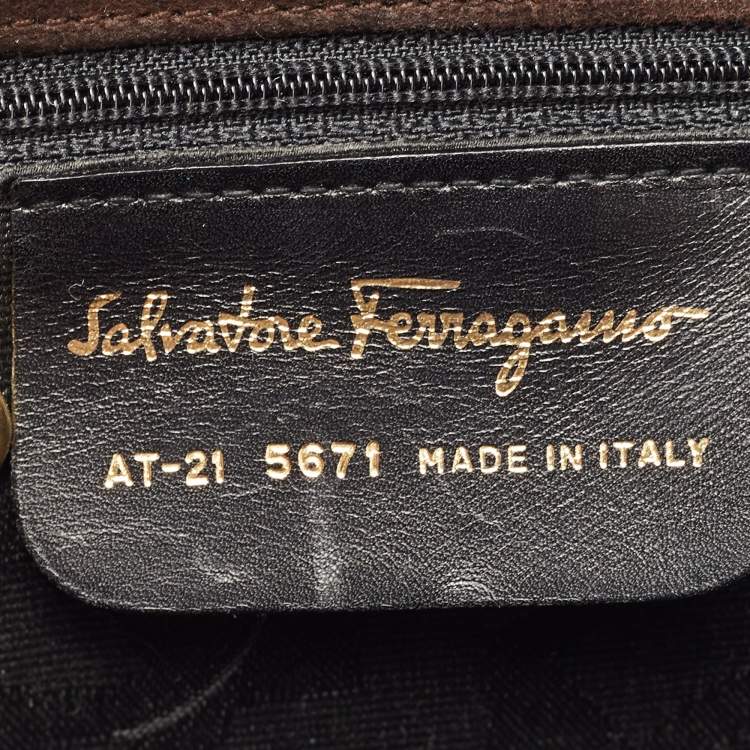 Salvatore Ferragamo
AT-21 5671 MADE IN ITALY